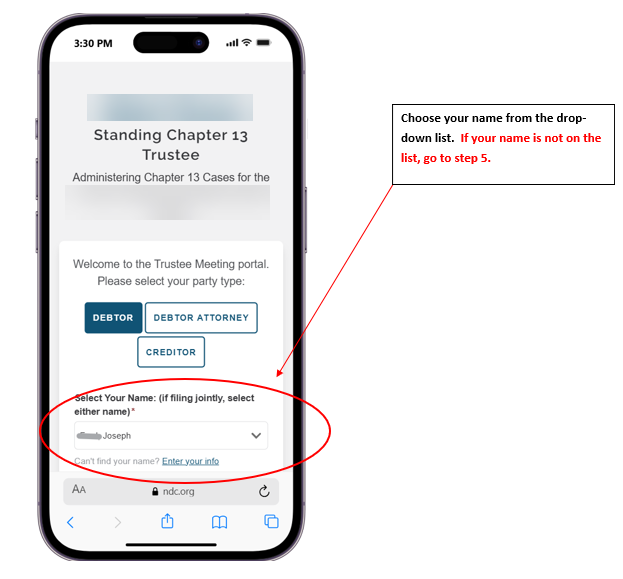 3:30 PM
Choose your name from the drop-
down list. If your name is not on the
list, go to step 5.
Standing Chapter 13
Trustee
Administering Chapter 13 Cases for the
Welcome to the Trustee Meeting portal.
Please select your party type:
DEBTOR
DEBTOR ATTORNEY
CREDITOR
Select Your Name: (if filing jointly, select
either name)*
Joseph
Can't find your name? Enter your info
AA
ndc.org